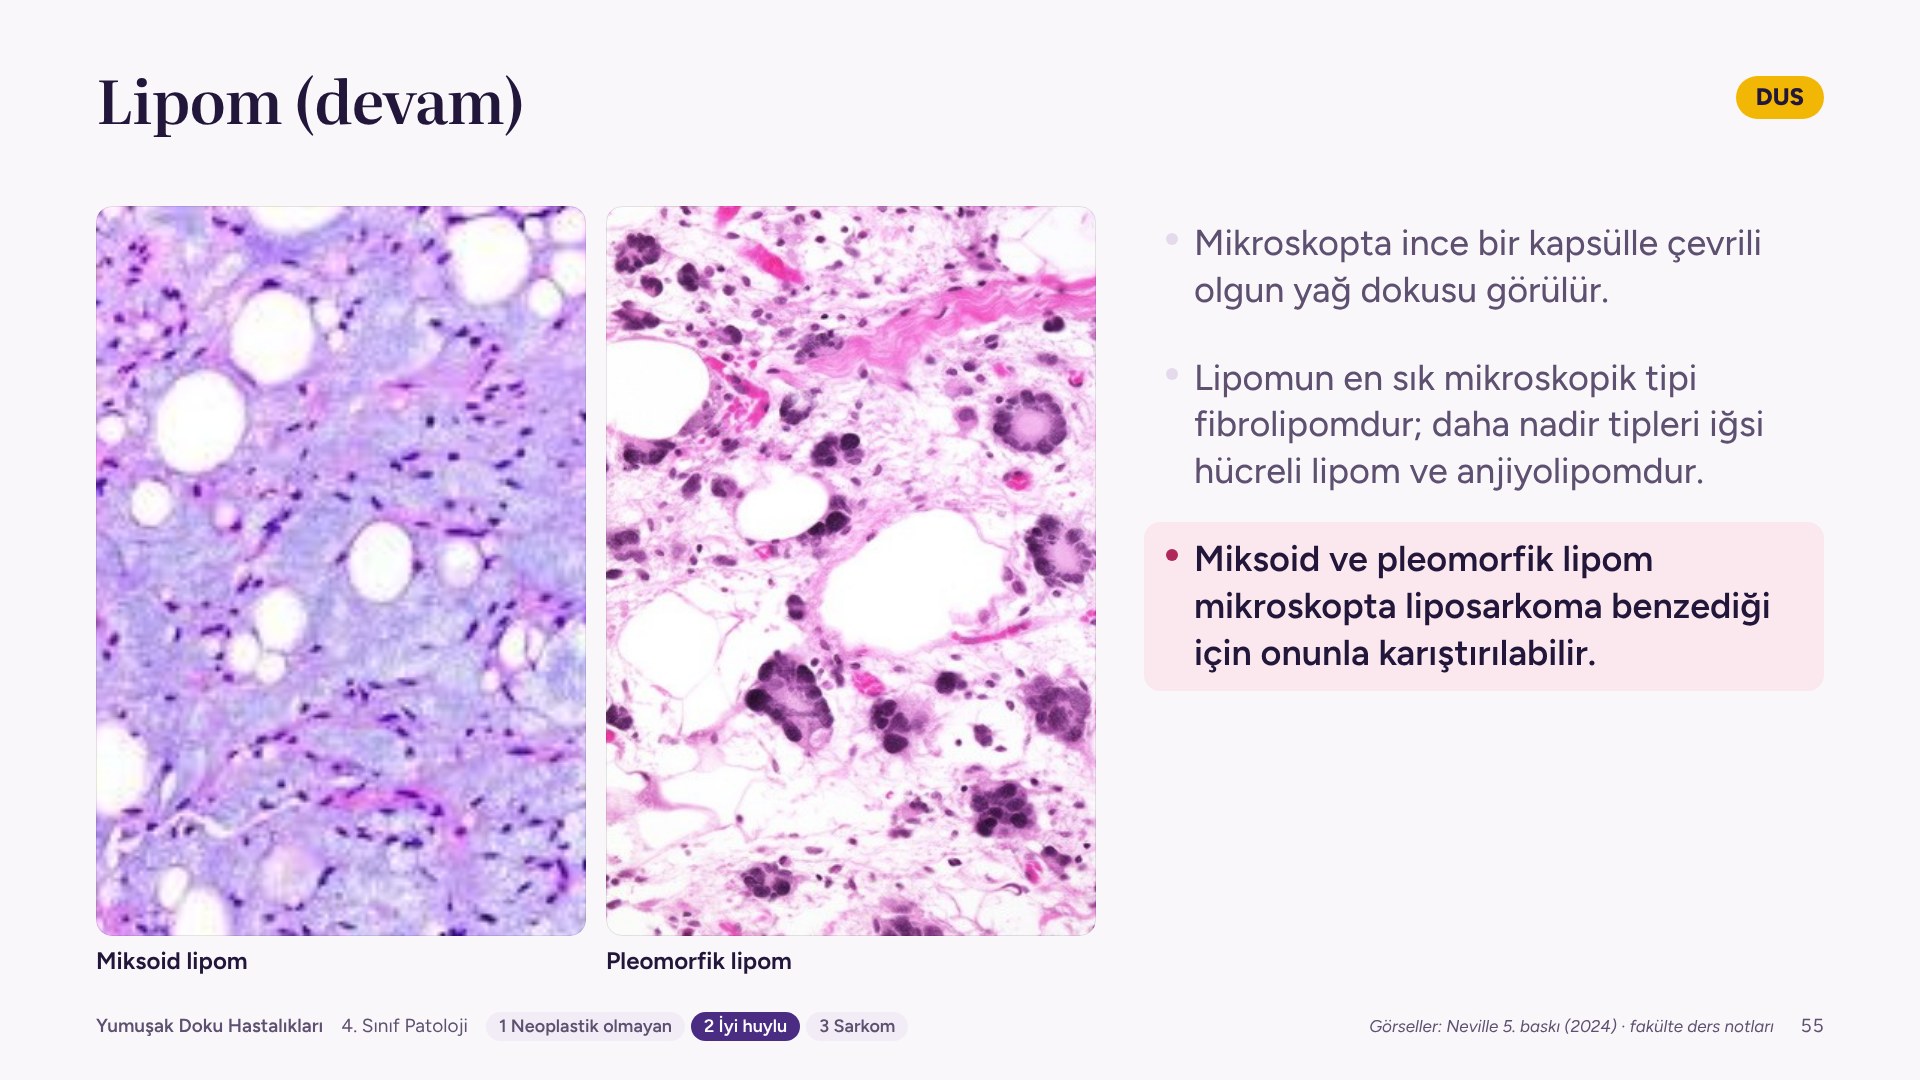 Lipom (devam)
DUS
Mikroskopta ince bir kapsülle çevrili
olgun yağ dokusu görülür.
Lipomun en sık mikroskopik tipi
fibrolipomdur; daha nadir tipleri iğsi
hücreli lipom ve anjiyolipomdur.
Miksoid ve pleomorfik lipom
mikroskopta liposarkoma benzediği
için onunla karıştırılabilir.
Miksoid lipom
Pleomorfik lipom
Yumuşak Doku Hastalıkları 4. Sınıf Patoloji 1 Neoplastik olmayan 2 İyi huylu 3 Sarkom
Görseller: Neville 5. baskı (2024) · fakülte ders notları 55